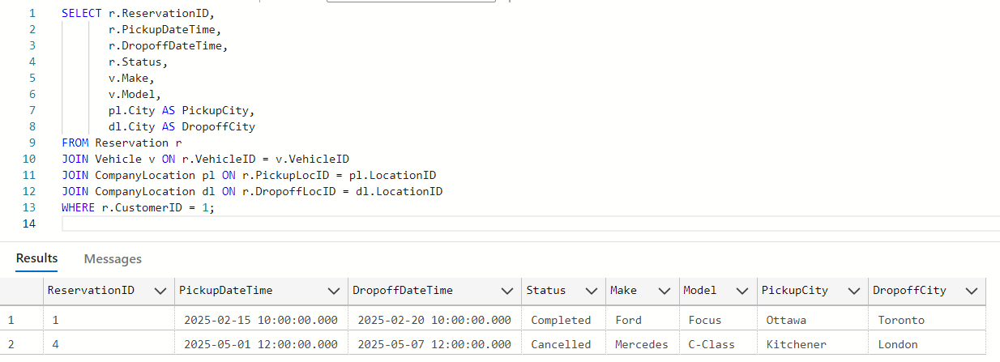 1 SELECT r.ReservationID,
2 r.PickupDateTime,
3 r.DropoffDateTime,
4 r.Status,
5 v.Make,
6 v.Model,
7 pl.City AS PickupCity,
8 dl.City AS DropoffCity
9 FROM Reservation r
10 JOIN Vehicle v ON r.VehicleID = v.VehicleID
11 JOIN CompanyLocation pl ON r.PickupLocID = pl.LocationID
12 JOIN CompanyLocation dl ON r.DropoffLocID = dl.LocationID
13 WHERE r.CustomerID = 1;
14
Results Messages
ReservationID PickupDateTime DropoffDateTime Status Make Model PickupCity DropoffCity
1 1 2025-02-15 10:00:00.000 2025-02-20 10:00:00.000 Completed Ford Focus Ottawa Toronto
2 4 2025-05-01 12:00:00.000 2025-05-07 12:00:00.000 Cancelled Mercedes C-Class Kitchener London